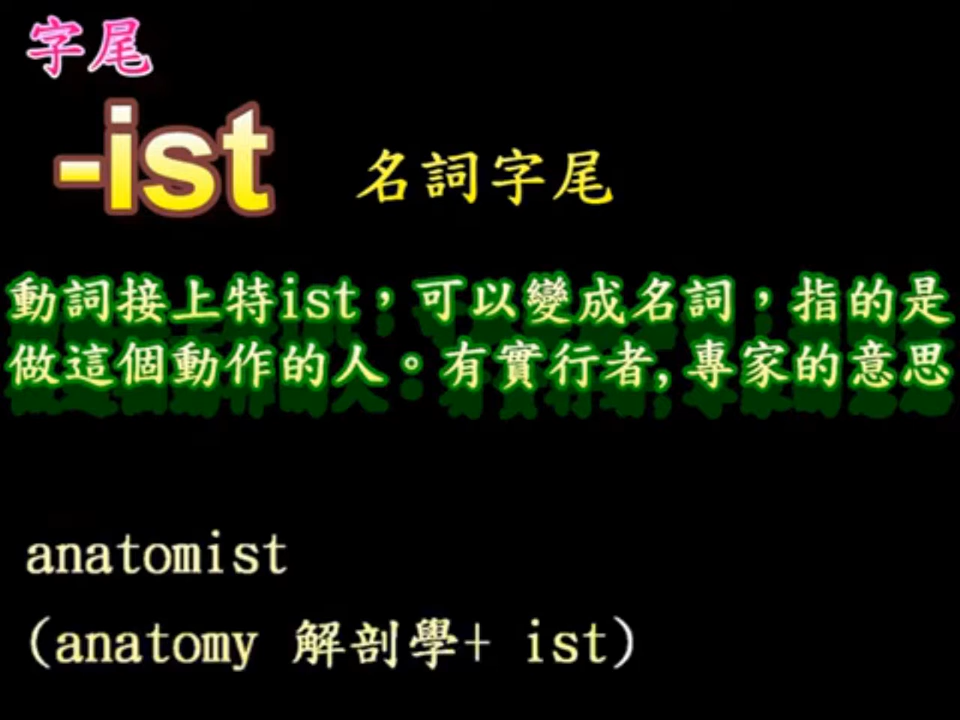 字尾
-ist 名詞字尾
動詞接上特ist，可以變成名詞，指的是
做這個動作的人。有實行者,專家的意思
anatomist
(anatomy 解剖學+ ist)